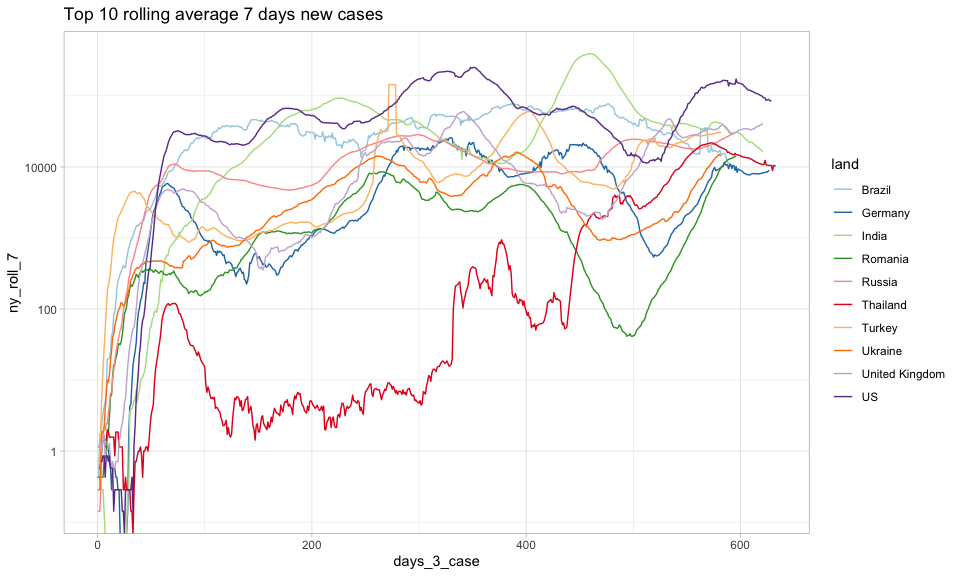 Top 10 rolling average 7 days new cases
ny_roll_7
10000
100
1
0
200
400
600
days_3_case
land
Brazil
Germany
India
Romania
Russia
Thailand
Turkey
Ukraine
United Kingdom
US